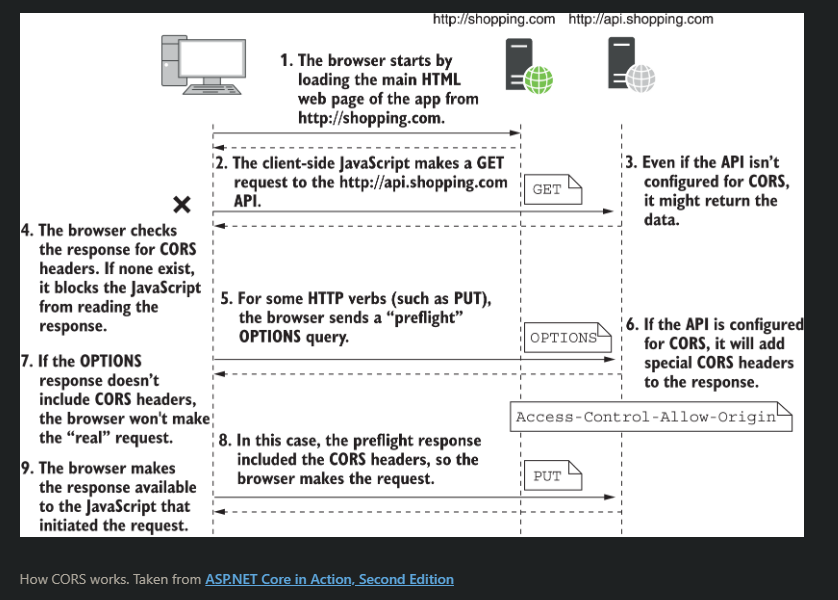 http://shopping.com http://api.shopping.com
1. The browser starts by
loading the main HTML
web page of the app from
http://shopping.com.
2. The client-side JavaScript makes a GET
request to the http://api.shopping.com
API.
GET
3. Even if the API isn't
configured for CORS,
it might return the
data.
4. The browser checks
the response for CORS
headers. If none exist,
it blocks the JavaScript
from reading the
response.
5. For some HTTP verbs (such as PUT),
the browser sends a “preflight”
OPTIONS query.
OPTIONS
6. If the API is configured
for CORS, it will add
special CORS headers
to the response.
Access-Control-Allow-Origin
7. If the OPTIONS
response doesn't
include CORS headers,
the browser won't make
the “real” request.
8. In this case, the preflight response
included the CORS headers, so the
browser makes the request.
PUT
9. The browser makes
the response available
to the JavaScript that
initiated the request.
How CORS works. Taken from ASP.NET Core in Action, Second Edition